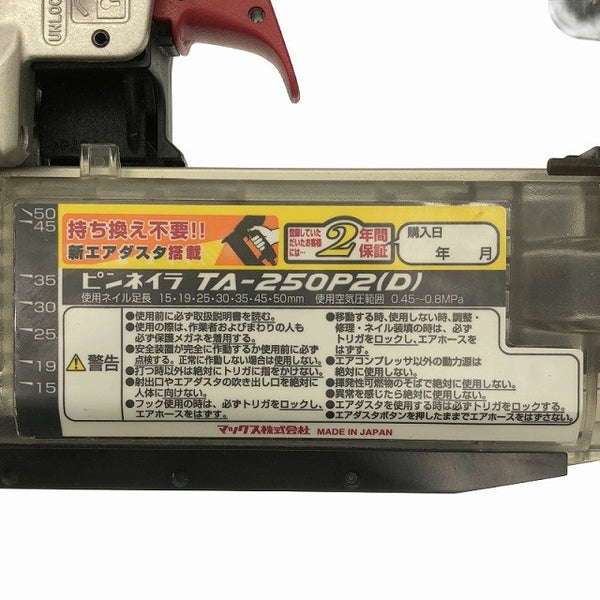 UNLOC
50
45
35
30
25
19
15
持ち換え不要!!
新エアダスタ搭載
登録していただいたお客様には…
2年間保証
購入日
年 月
ピンネイラ TA-250P2(D)
使用ネイル足長 15・19・25・30・35・45・50mm 使用空気圧範囲 0.45〜0.8MPa
警告
●使用前に必ず取扱説明書を読む。
●使用の際は、作業者およびまわりの人も
必ず保護メガネを着用する。
●安全装置が完全に作動するか使用前に必ず
点検する。正常に作動しない場合は使用しない。
●打つ時以外は絶対にトリガに指をかけない。
●射出口やエアダスタの吹き出し口を絶対に
人体に向けない。
●フック使用の時は、必ずトリガをロックし、
エアホースをはずす。
●移動する時、使用しない時、調整・
修理・ネイル装填の時は、必ず
トリガをロックし、エアホースを
はずす。
●エアコンプレッサ以外の動力源は
絶対に使用しない。
●揮発性可燃物のそばで絶対に使用しない。
●異常を感じたら絶対に使用しない。
●エアダスタを使用する時は必ずトリガをロックする。
●エアダスタボタンを押したままでエアホースをはずさない。
マックス株式会社 MADE IN JAPAN